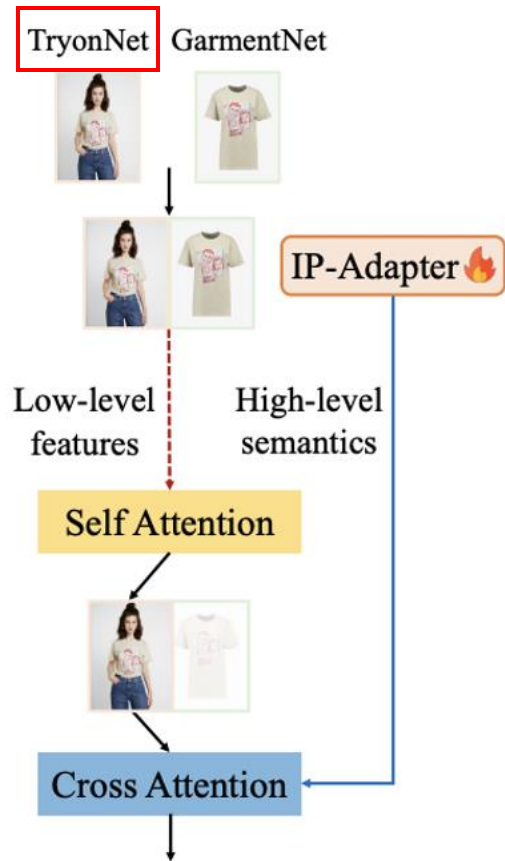 TryonNet GarmentNet
IP-Adapter
Low-level
features
High-level
semantics
Self Attention
Cross Attention